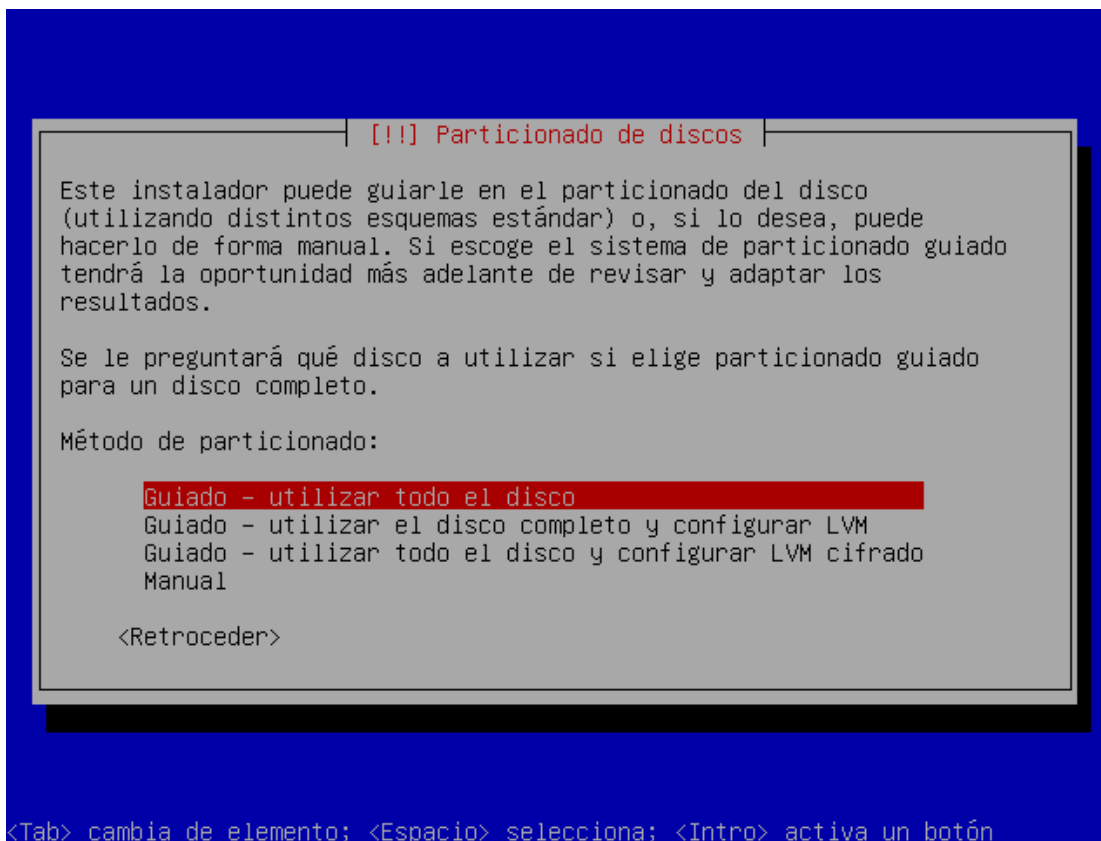 [!!] Particionado de discos
Este instalador puede guiarle en el particionado del disco
(utilizando distintos esquemas estándar) o, si lo desea, puede
hacerlo de forma manual. Si escoge el sistema de particionado guiado
tendrá la oportunidad más adelante de revisar y adaptar los
resultados.
Se le preguntará qué disco a utilizar si elige particionado guiado
para un disco completo.
Método de particionado:
Guiado – utilizar todo el disco
Guiado – utilizar el disco completo y configurar LVM
Guiado – utilizar todo el disco y configurar LVM cifrado
Manual
<Retroceder>
<Tab> cambia de elemento; <Espacio> selecciona; <Intro> activa un botón